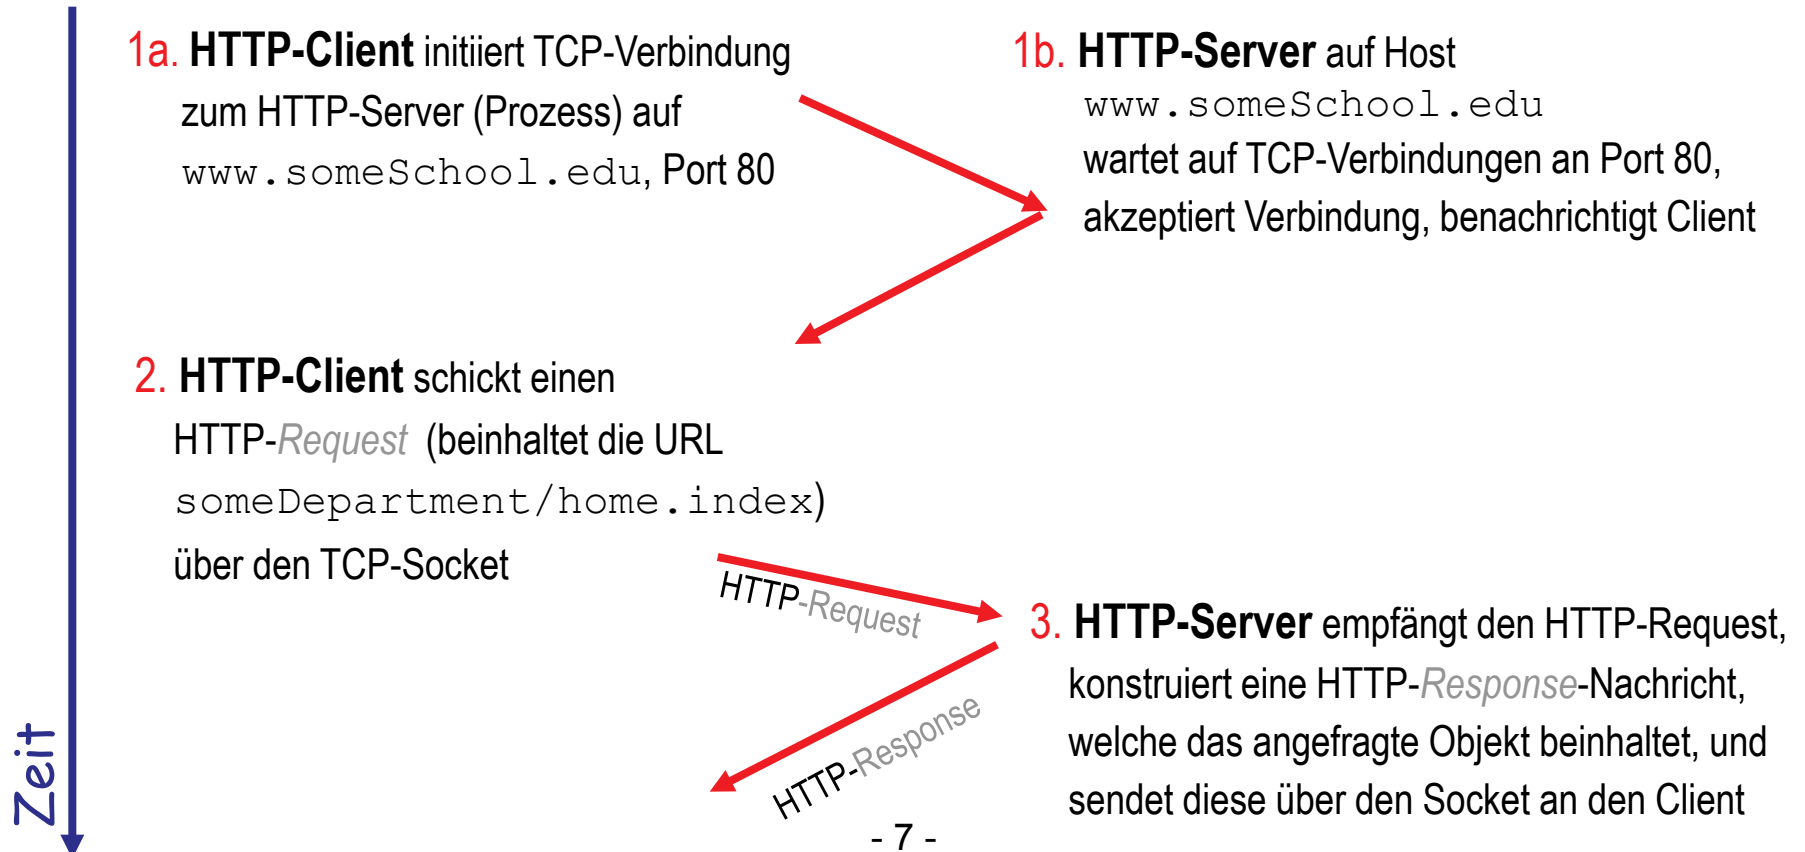 1a. HTTP-Client initiiert TCP-Verbindung
zum HTTP-Server (Prozess) auf
www.someSchool.edu, Port 80
1b. HTTP-Server auf Host
www.someSchool.edu
wartet auf TCP-Verbindungen an Port 80,
akzeptiert Verbindung, benachrichtigt Client
2. HTTP-Client schickt einen
HTTP-Request (beinhaltet die URL
someDepartment/home.index)
über den TCP-Socket
HTTP-Request
3. HTTP-Server empfängt den HTTP-Request,
konstruiert eine HTTP-Response-Nachricht,
welche das angefragte Objekt beinhaltet, und
sendet diese über den Socket an den Client
HTTP-Response
Zeit
- 7 -